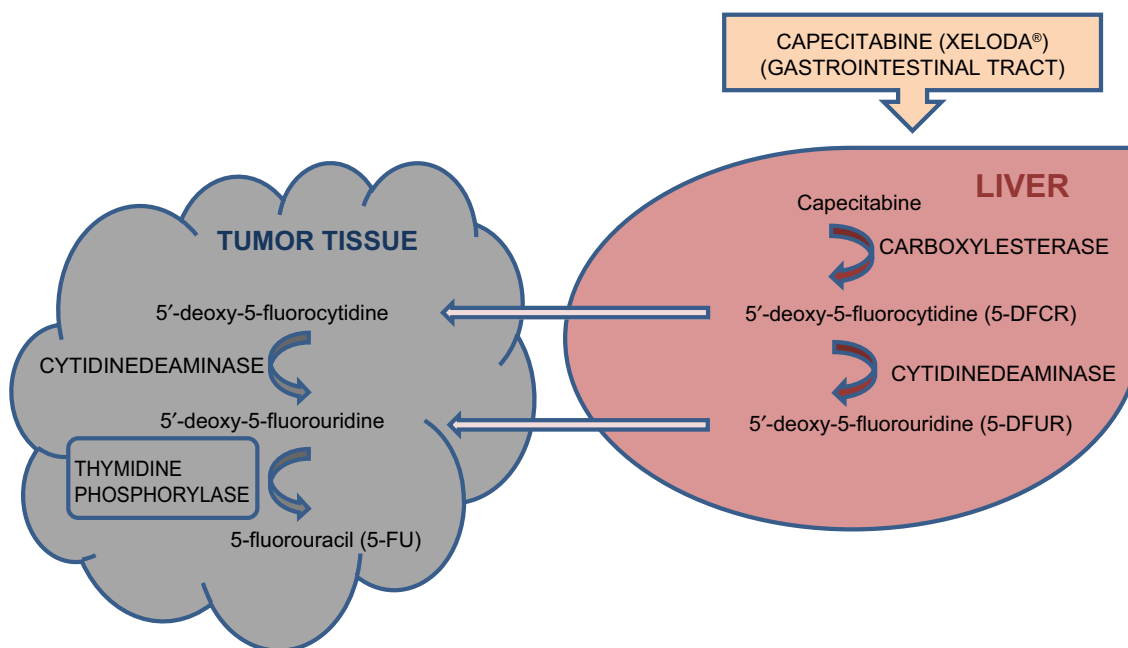 CAPECITABINE (XELODA®)
(GASTROINTESTINAL TRACT)
LIVER
Capecitabine
CARBOXYLESTERASE
5′-deoxy-5-fluorocytidine (5-DFCR)
CYTIDINEDEAMINASE
5′-deoxy-5-fluorouridine (5-DFUR)
TUMOR TISSUE
5′-deoxy-5-fluorocytidine
CYTIDINEDEAMINASE
5′-deoxy-5-fluorouridine
THYMIDINE
PHOSPHORYLASE
5-fluorouracil (5-FU)